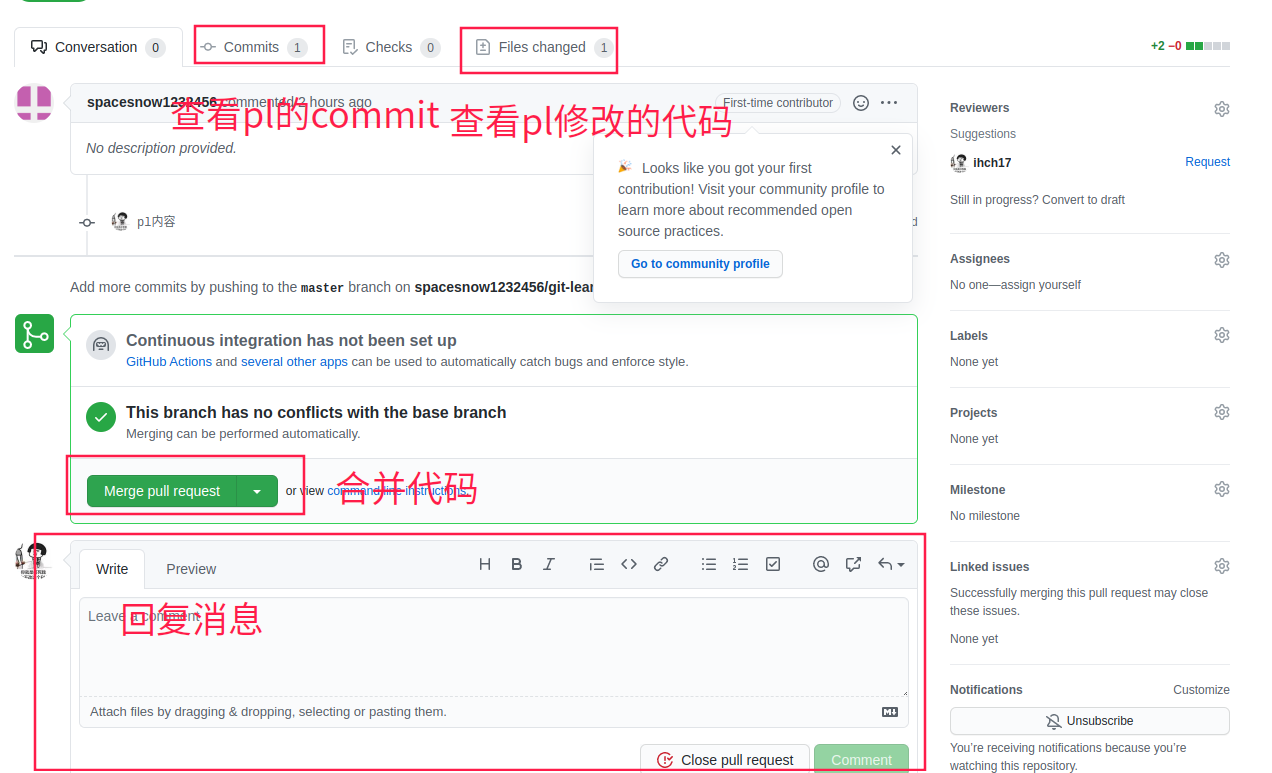 Conversation 0 Commits 1 Checks 0 Files changed 1
+2 −0
spacesnow1232456 commented 2 hours ago First-time contributor
查看pl的commit 查看pl修改的代码
No description provided.
🎉 Looks like you got your first
contribution! Visit your community profile to
learn more about recommended open
source practices.
Go to community profile
pl内容
d
Add more commits by pushing to the master branch on spacesnow1232456/git-lear
Continuous integration has not been set up
GitHub Actions and several other apps can be used to automatically catch bugs and enforce style.
This branch has no conflicts with the base branch
Merging can be performed automatically.
Merge pull request or view command line instructions.
合并代码
Write Preview
Leave a comment
回复消息
Attach files by dragging & dropping, selecting or pasting them.
Close pull request Comment
Reviewers
Suggestions
ihch17 Request
Still in progress? Convert to draft
Assignees
No one—assign yourself
Labels
None yet
Projects
None yet
Milestone
No milestone
Linked issues
Successfully merging this pull request may close
these issues.
None yet
Notifications Customize
Unsubscribe
You’re receiving notifications because you’re
watching this repository.